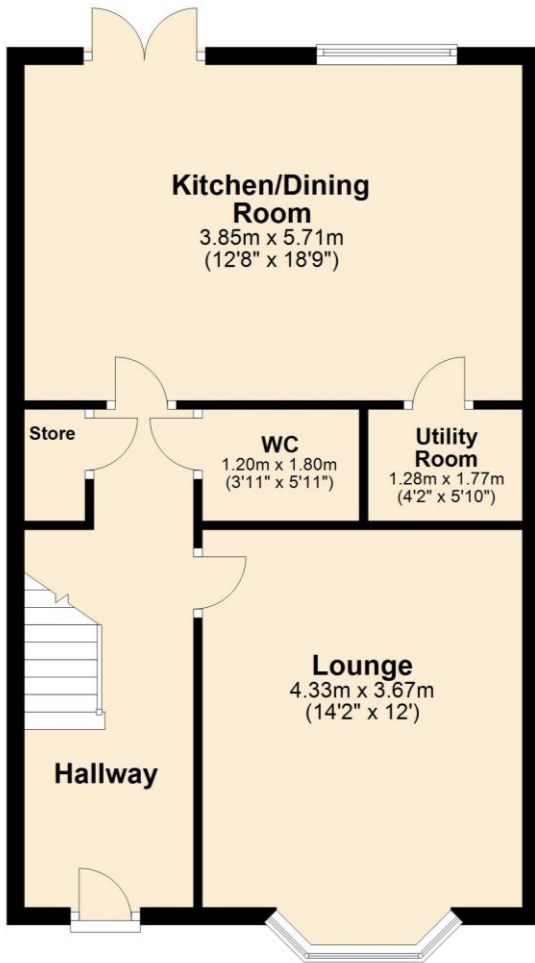 Kitchen/Dining
Room
3.85m x 5.71m
(12'8" x 18'9")
Store
WC
1.20m x 1.80m
(3'11" x 5'11")
Utility
Room
1.28m x 1.77m
(4'2" x 5'10")
Lounge
4.33m x 3.67m
(14'2" x 12')
Hallway